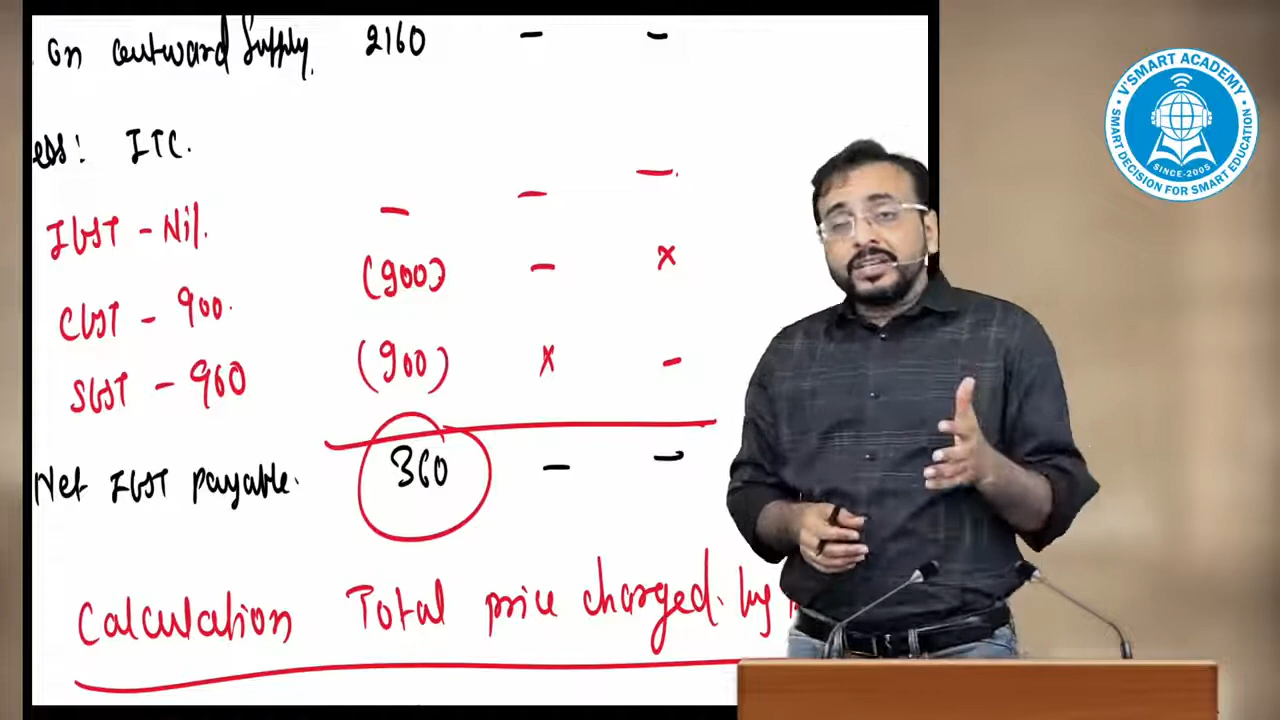 on outward Supply. 2160 - -
ess: ITC.
IGST - Nil. - - -
CGST - 900. (900) - x
SGST - 900 (900) x -
Net IGST payable. 360 - -
Calculation Total price charged. by
V'SMART ACADEMY
SINCE-2005
SMART DECISION FOR SMART EDUCATION